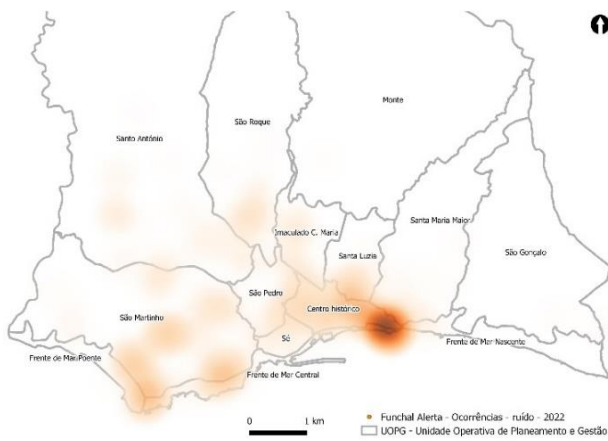 Monte
São Roque
Santo António
Santa Maria Maior
Imaculado C. Maria
Santa Luzia
São Gonçalo
São Pedro
Centro histórico
São Martinho
Sé
Frente de Mar Nascente
Frente de Mar Poente
Frente de Mar Central
0 1 km
Funchal Alerta - Ocorrências - ruído - 2022
UOPG - Unidade Operativa de Planeamento e Gestão